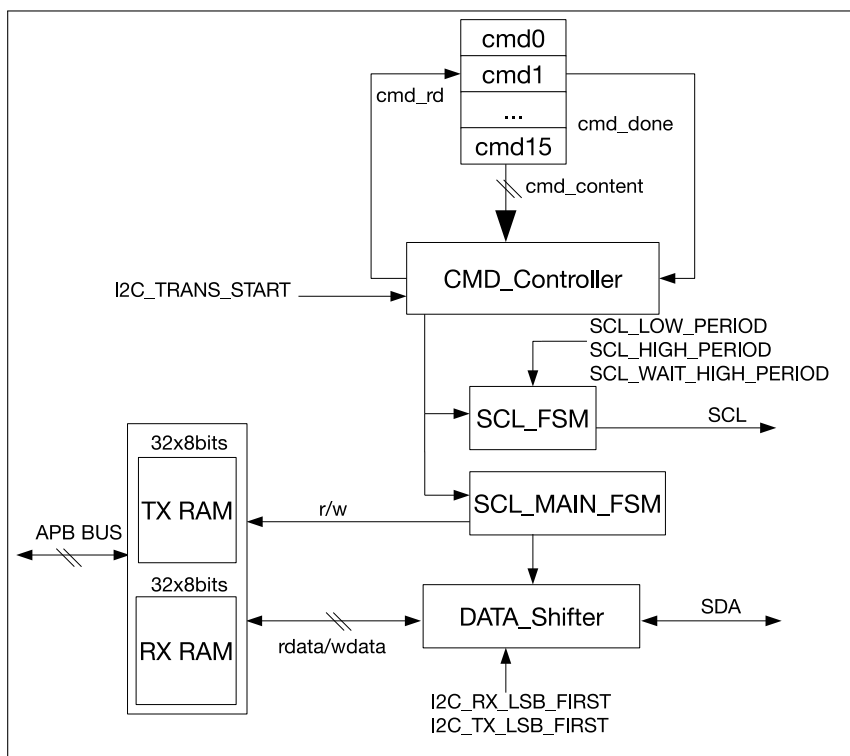 cmd0
cmd1
...
cmd15
cmd_rd
cmd_done
cmd_content
CMD_Controller
I2C_TRANS_START
SCL_LOW_PERIOD
SCL_HIGH_PERIOD
SCL_WAIT_HIGH_PERIOD
SCL_FSM
SCL
32x8bits
TX RAM
r/w
SCL_MAIN_FSM
APB BUS
32x8bits
RX RAM
rdata/wdata
DATA_Shifter
SDA
I2C_RX_LSB_FIRST
I2C_TX_LSB_FIRST